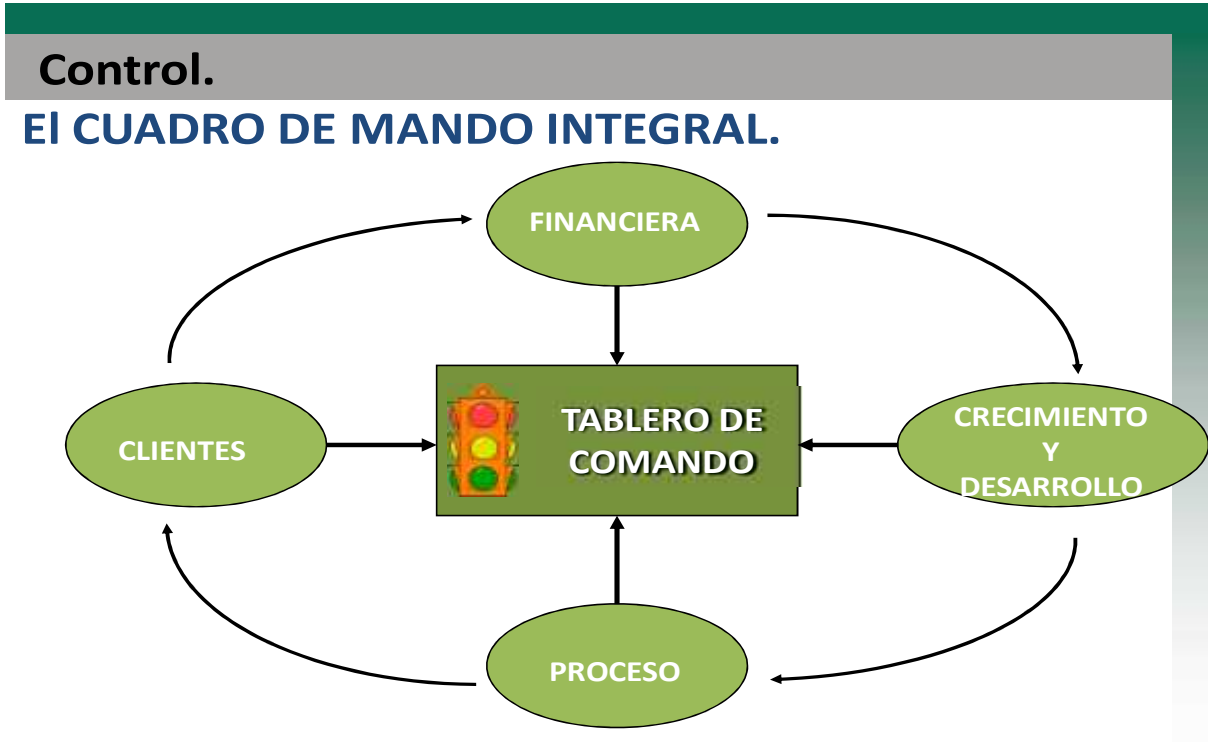 Control.
El CUADRO DE MANDO INTEGRAL.
FINANCIERA
CLIENTES
TABLERO DE
COMANDO
CRECIMIENTO
Y
DESARROLLO
PROCESO